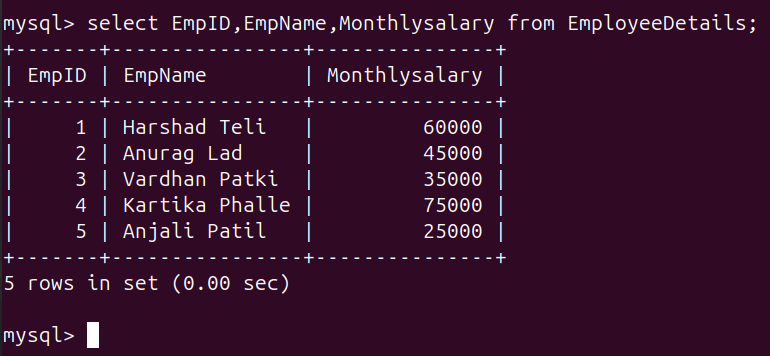 mysql> select EmpID,EmpName,Monthlysalary from EmployeeDetails;
+-------+----------------+---------------+
| EmpID | EmpName        | Monthlysalary |
+-------+----------------+---------------+
|     1 | Harshad Teli   |         60000 |
|     2 | Anurag Lad     |         45000 |
|     3 | Vardhan Patki  |         35000 |
|     4 | Kartika Phalle |         75000 |
|     5 | Anjali Patil   |         25000 |
+-------+----------------+---------------+
5 rows in set (0.00 sec)
mysql>